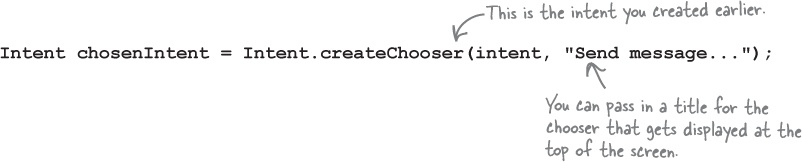 This is the intent you created earlier.
Intent chosenIntent = Intent.createChooser(intent, "Send message...");
You can pass in a title for the
chooser that gets displayed at the
top of the screen.